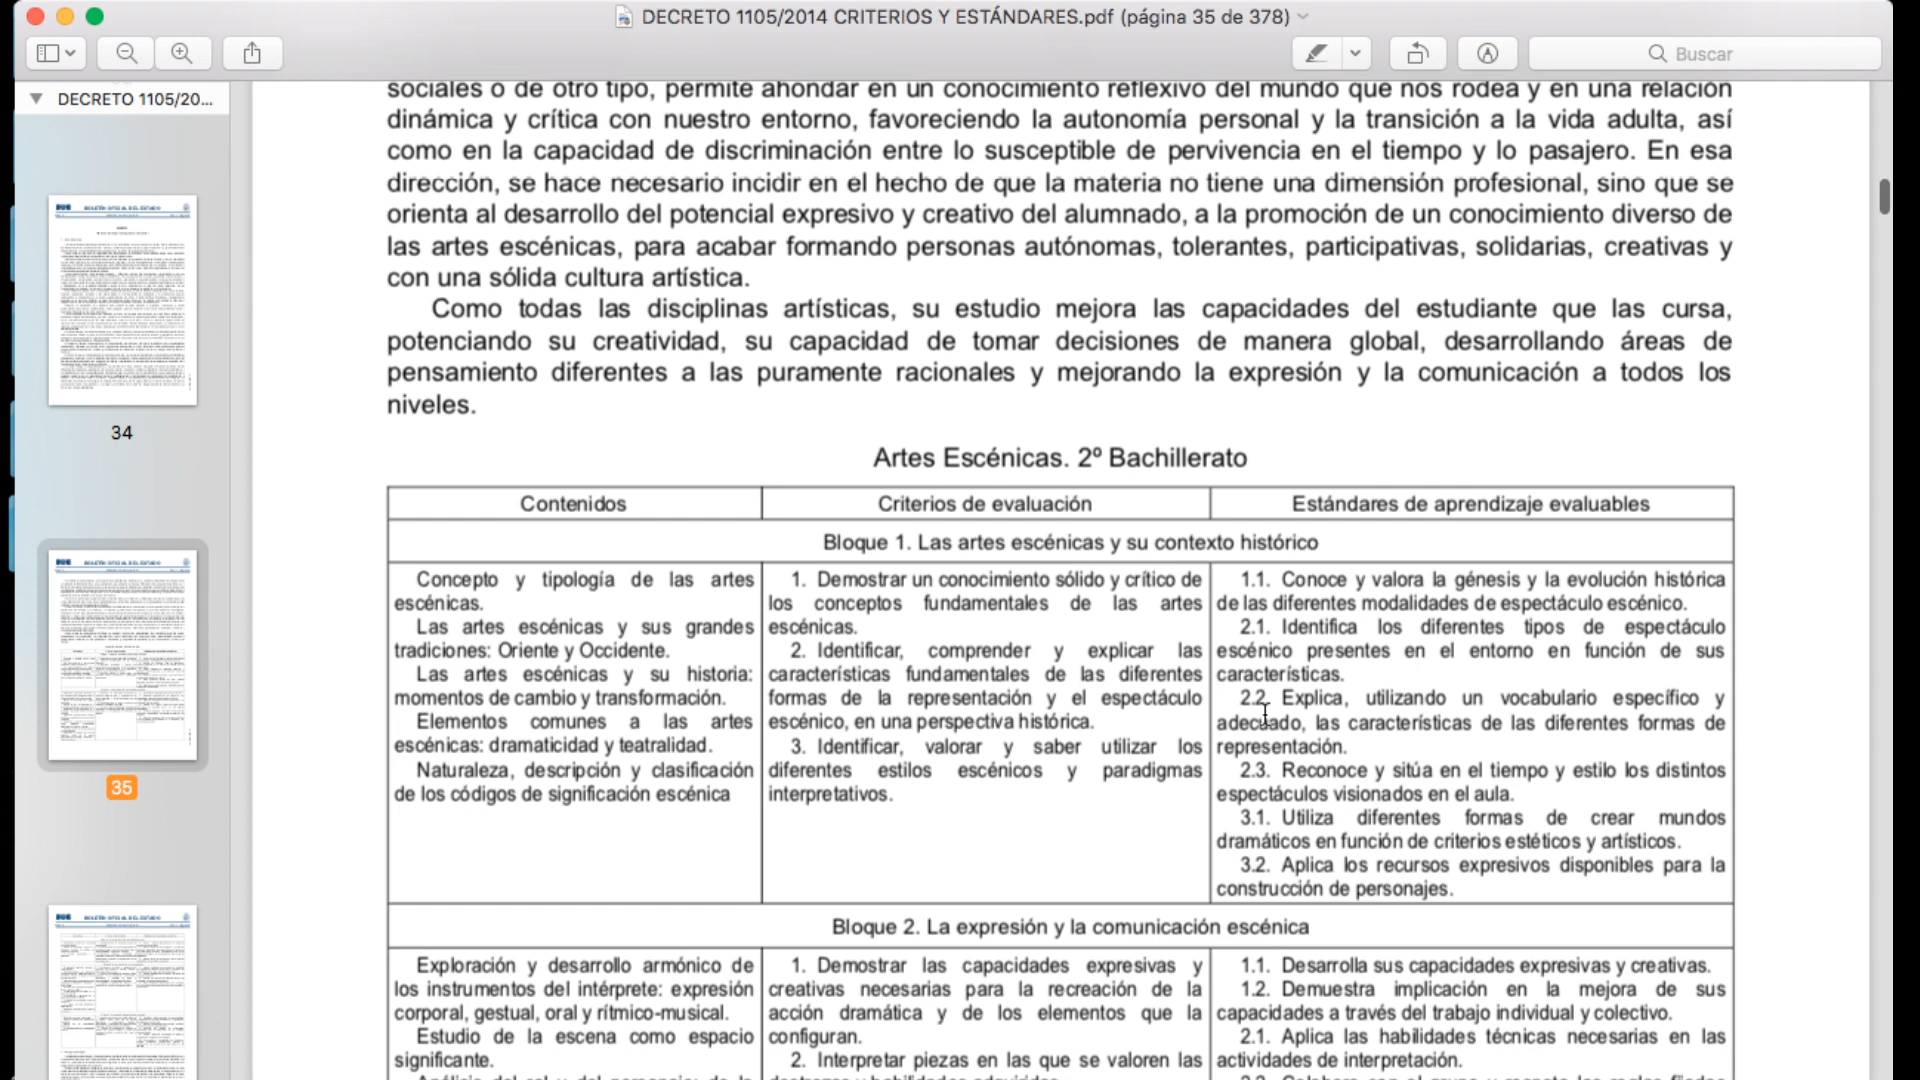 DECRETO 1105/2014 CRITERIOS Y ESTÁNDARES.pdf (página 35 de 378)
Buscar
DECRETO 1105/20...
34
35
sociales o de otro tipo, permite ahondar en un conocimiento reflexivo del mundo que nos rodea y en una relación
dinámica y crítica con nuestro entorno, favoreciendo la autonomía personal y la transición a la vida adulta, así
como en la capacidad de discriminación entre lo susceptible de pervivencia en el tiempo y lo pasajero. En esa
dirección, se hace necesario incidir en el hecho de que la materia no tiene una dimensión profesional, sino que se
orienta al desarrollo del potencial expresivo y creativo del alumnado, a la promoción de un conocimiento diverso de
las artes escénicas, para acabar formando personas autónomas, tolerantes, participativas, solidarias, creativas y
con una sólida cultura artística.
Como todas las disciplinas artísticas, su estudio mejora las capacidades del estudiante que las cursa,
potenciando su creatividad, su capacidad de tomar decisiones de manera global, desarrollando áreas de
pensamiento diferentes a las puramente racionales y mejorando la expresión y la comunicación a todos los
niveles.
Artes Escénicas. 2º Bachillerato
Contenidos
Criterios de evaluación
Estándares de aprendizaje evaluables
Bloque 1. Las artes escénicas y su contexto histórico
Concepto y tipología de las artes
escénicas.
Las artes escénicas y sus grandes
tradiciones: Oriente y Occidente.
Las artes escénicas y su historia:
momentos de cambio y transformación.
Elementos comunes a las artes
escénicas: dramaticidad y teatralidad.
Naturaleza, descripción y clasificación
de los códigos de significación escénica
1. Demostrar un conocimiento sólido y crítico de
los conceptos fundamentales de las artes
escénicas.
2. Identificar, comprender y explicar las
características fundamentales de las diferentes
formas de la representación y el espectáculo
escénico, en una perspectiva histórica.
3. Identificar, valorar y saber utilizar los
diferentes estilos escénicos y paradigmas
interpretativos.
1.1. Conoce y valora la génesis y la evolución histórica
de las diferentes modalidades de espectáculo escénico.
2.1. Identifica los diferentes tipos de espectáculo
escénico presentes en el entorno en función de sus
características.
2.2. Explica, utilizando un vocabulario específico y
adecuado, las características de las diferentes formas de
representación.
2.3. Reconoce y sitúa en el tiempo y estilo los distintos
espectáculos visionados en el aula.
3.1. Utiliza diferentes formas de crear mundos
dramáticos en función de criterios estéticos y artísticos.
3.2. Aplica los recursos expresivos disponibles para la
construcción de personajes.
Bloque 2. La expresión y la comunicación escénica
Exploración y desarrollo armónico de
los instrumentos del intérprete: expresión
corporal, gestual, oral y rítmico-musical.
Estudio de la escena como espacio
significante.
1. Demostrar las capacidades expresivas y
creativas necesarias para la recreación de la
acción dramática y de los elementos que la
configuran.
2. Interpretar piezas en las que se valoren las
1.1. Desarrolla sus capacidades expresivas y creativas.
1.2. Demuestra implicación en la mejora de sus
capacidades a través del trabajo individual y colectivo.
2.1. Aplica las habilidades técnicas necesarias en las
actividades de interpretación.